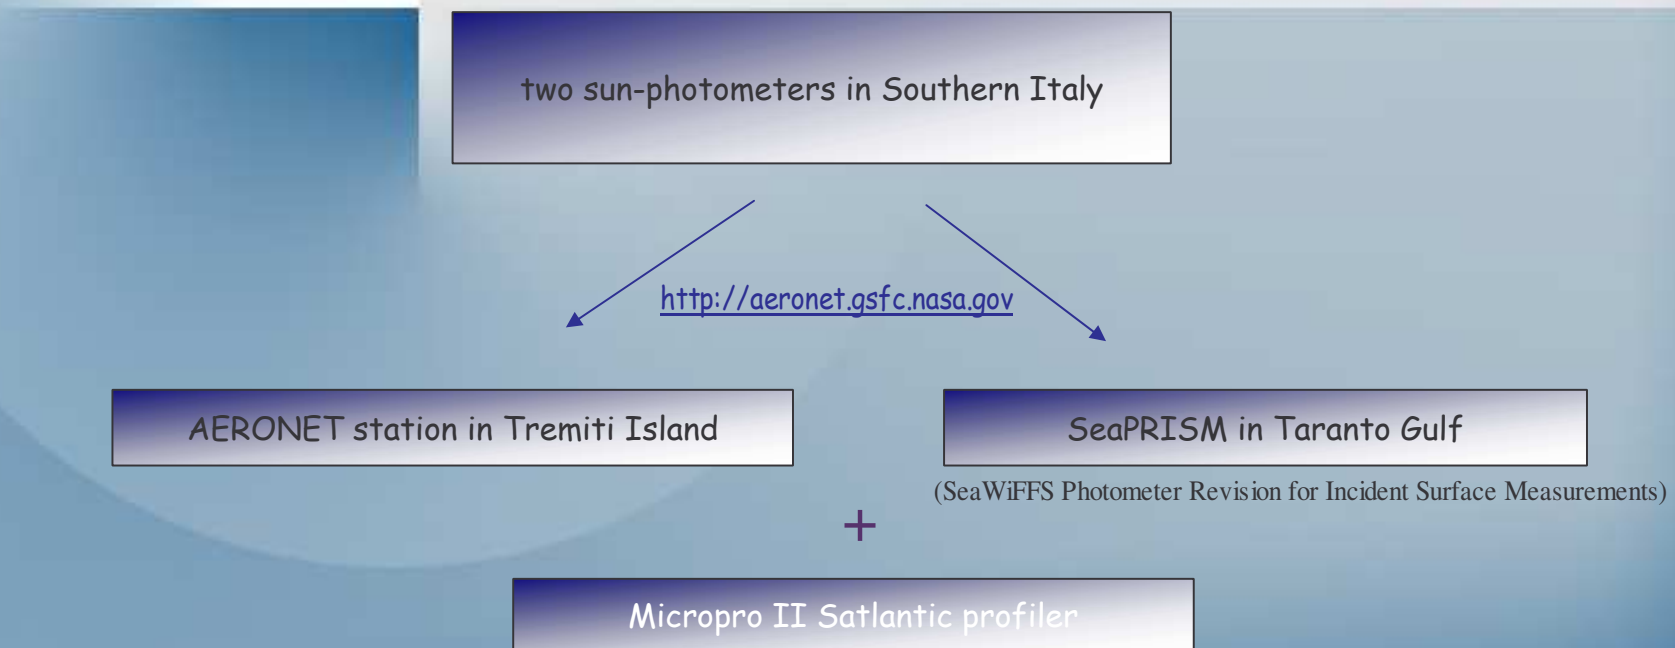 two sun-photometers in Southern Italy
http://aeronet.gsfc.nasa.gov
AERONET station in Tremiti Island
SeaPRISM in Taranto Gulf
(SeaWiFFS Photometer Revision for Incident Surface Measurements)
+
Micropro II Satlantic profiler